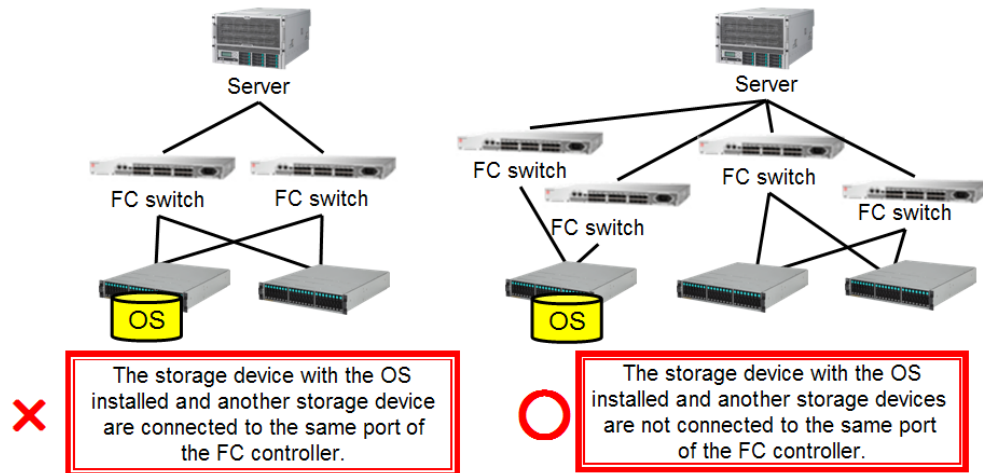 Server
FC switch
FC switch
OS
The storage device with the OS
installed and another storage device
are connected to the same port of
the FC controller.
Server
FC switch
FC switch
FC switch
FC switch
OS
The storage device with the OS
installed and another storage devices
are not connected to the same port
of the FC controller.